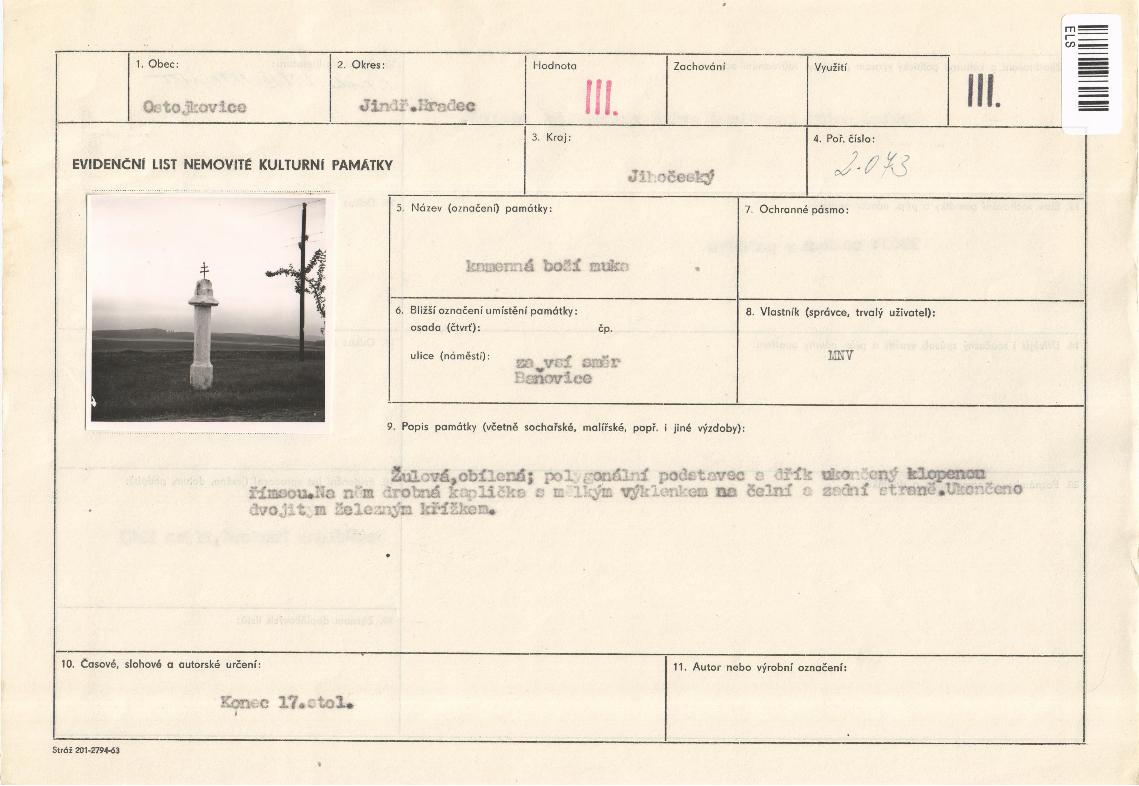 ELS
1. Obec:
Ostojkovice
2. Okres:
Jindř.Hradec
Hodnota
III.
Zachování
Využití
III.
EVIDENČNÍ LIST NEMOVITÉ KULTURNÍ PAMÁTKY
3. Kraj:
Jihočeský
4. Poř. číslo:
2.073
5. Název (označení) památky:
kamenná boží muka
7. Ochranné pásmo:
6. Bližší označení umístění památky:
osada (čtvrť): čp.
ulice (náměstí): za vsí směr
Báňovice
8. Vlastník (správce, trvalý uživatel):
MNV
9. Popis památky (včetně sochařské, malířské, popř. i jiné výzdoby):
Žulová,obílená; polygonální podstavec a dřík ukončený klopenou
římsou.Na něm drobná kaplička s mělkým výklenkem na čelní a zadní straně.Ukončeno
dvojitým železným křížkem.
10. Časové, slohové a autorské určení:
Konec 17.stol.
11. Autor nebo výrobní označení:
Stráž 201-2794-63